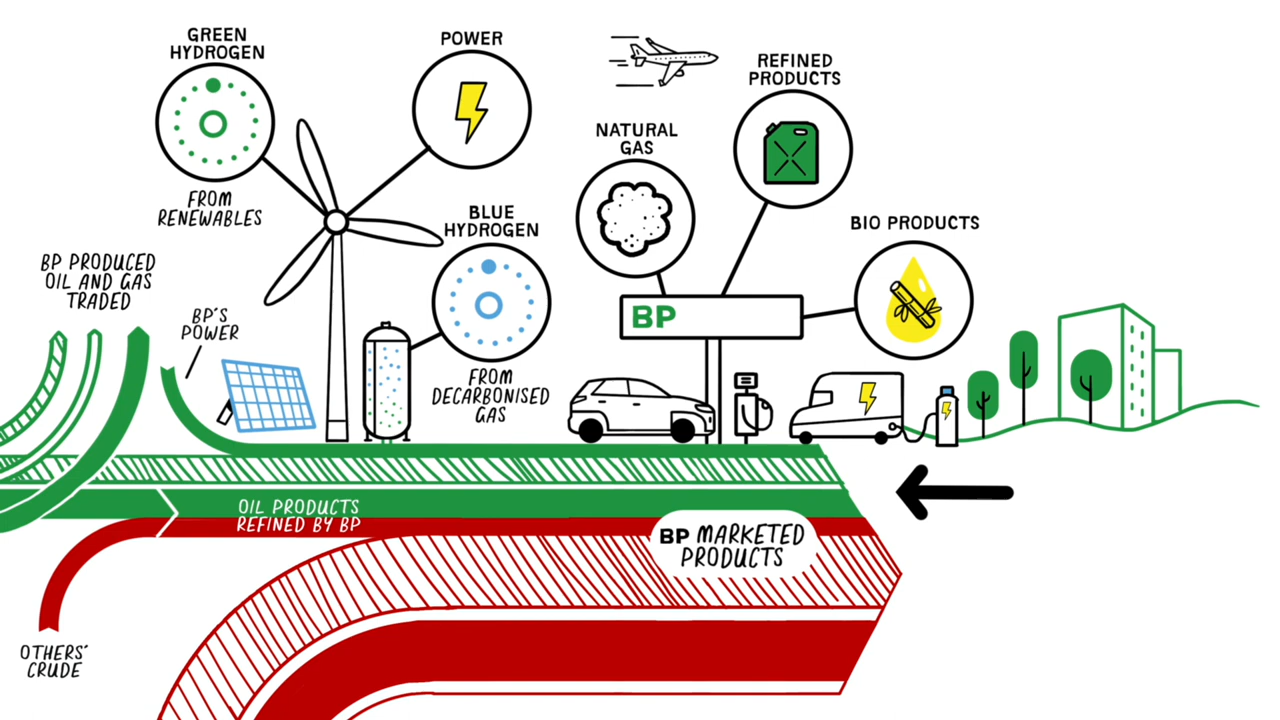 GREEN
HYDROGEN
POWER
REFINED
PRODUCTS
NATURAL
GAS
FROM
RENEWABLES
BLUE
HYDROGEN
BIO PRODUCTS
BP PRODUCED
OIL AND GAS
TRADED
BP'S
POWER
BP
FROM
DECARBONISED
GAS
OIL PRODUCTS
REFINED BY BP
BP MARKETED
PRODUCTS
OTHERS'
CRUDE